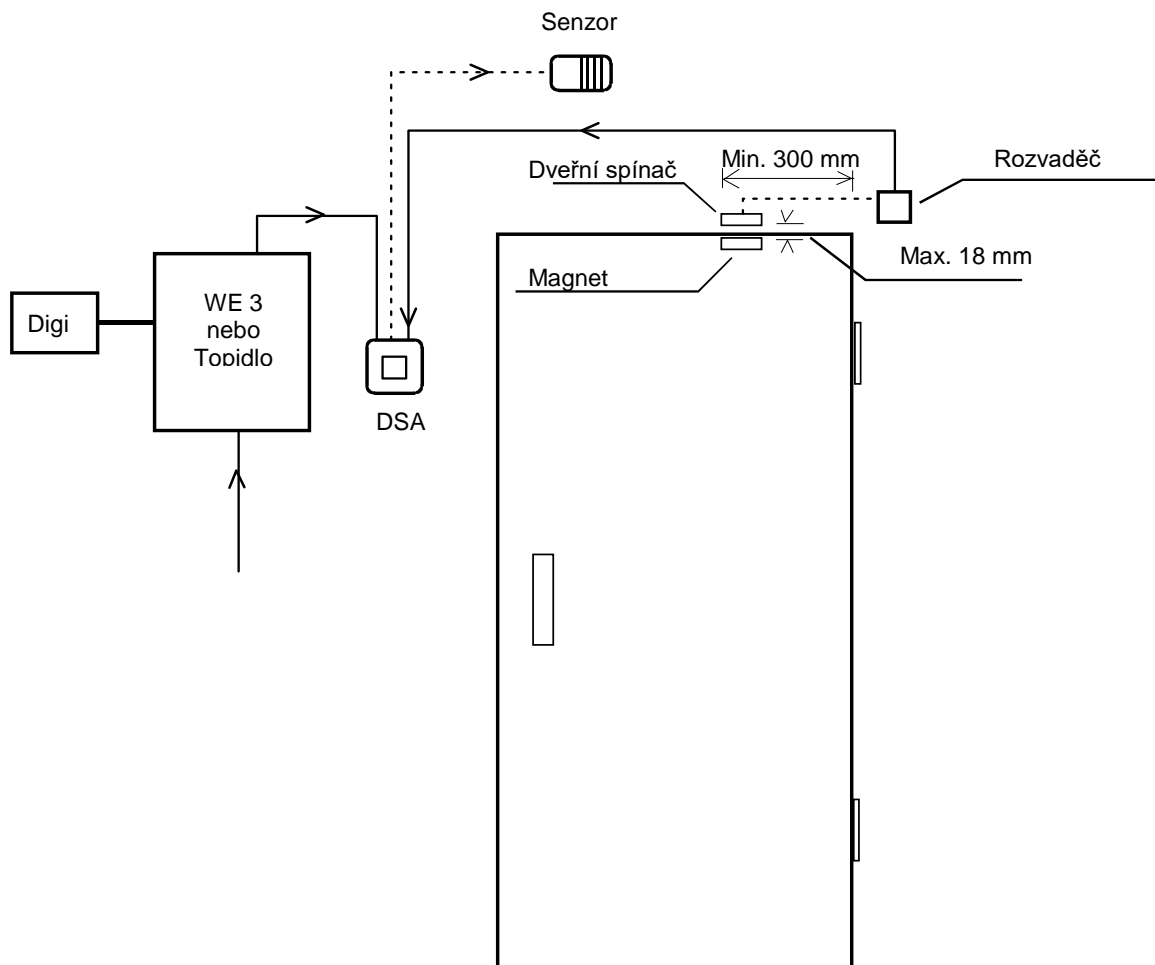 Senzor
Min. 300 mm
Rozvaděč
Dveřní spínač
Max. 18 mm
Magnet
WE 3
nebo
Topidlo
Digi
DSA